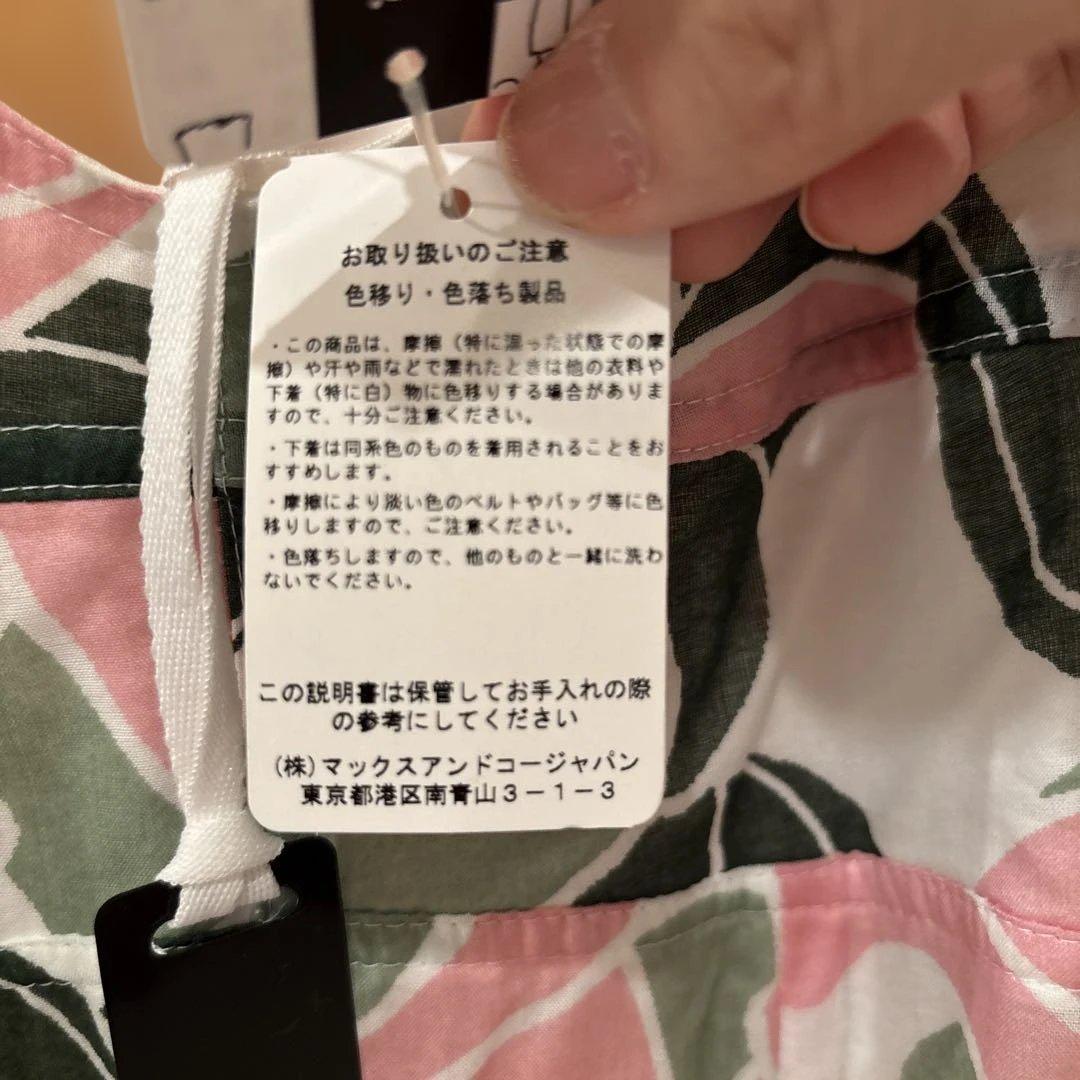 お取り扱いのご注意
色移り・色落ち製品
・この商品は、摩擦（特に湿った状態での摩
擦）や汗や雨などで濡れたときは他の衣料や
下着（特に白）物に色移りする場合がありま
すので、十分ご注意ください。
・下着は同系色のものを着用されることをお
すすめします。
・摩擦により淡い色のベルトやバッグ等に色
移りしますので、ご注意ください。
・色落ちしますので、他のものと一緒に洗わ
ないでください。
この説明書は保管してお手入れの際
の参考にしてください
(株)マックスアンドコージャパン
東京都港区南青山３－１－３